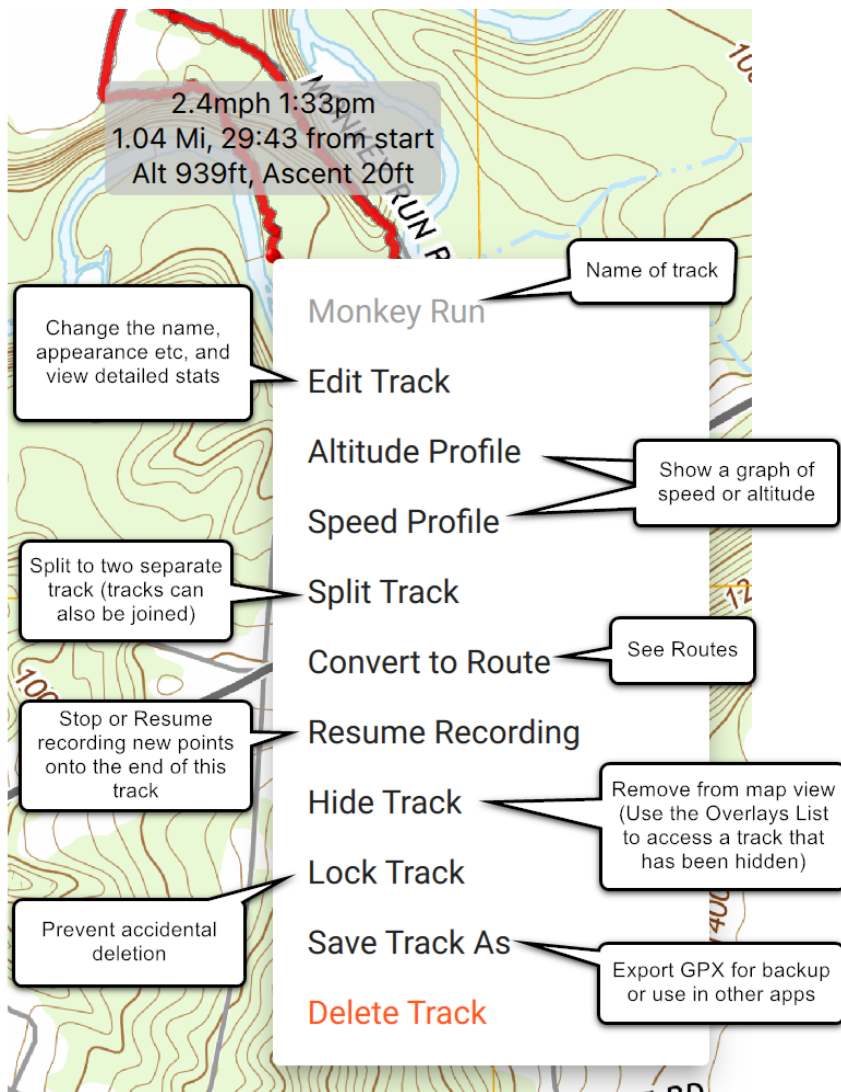 2.4mph 1:33pm
1.04 Mi, 29:43 from start
Alt 939ft, Ascent 20ft
MONKEY RUN
Name of track
Monkey Run
Change the name,
appearance etc, and
view detailed stats
Edit Track
Altitude Profile
Show a graph of
speed or altitude
Speed Profile
Split to two separate
track (tracks can
also be joined)
Split Track
Convert to Route
See Routes
Stop or Resume
recording new points
onto the end of this
track
Resume Recording
Hide Track
Remove from map view
(Use the Overlays List
to access a track that
has been hidden)
Lock Track
Prevent accidental
deletion
Save Track As
Export GPX for backup
or use in other apps
Delete Track